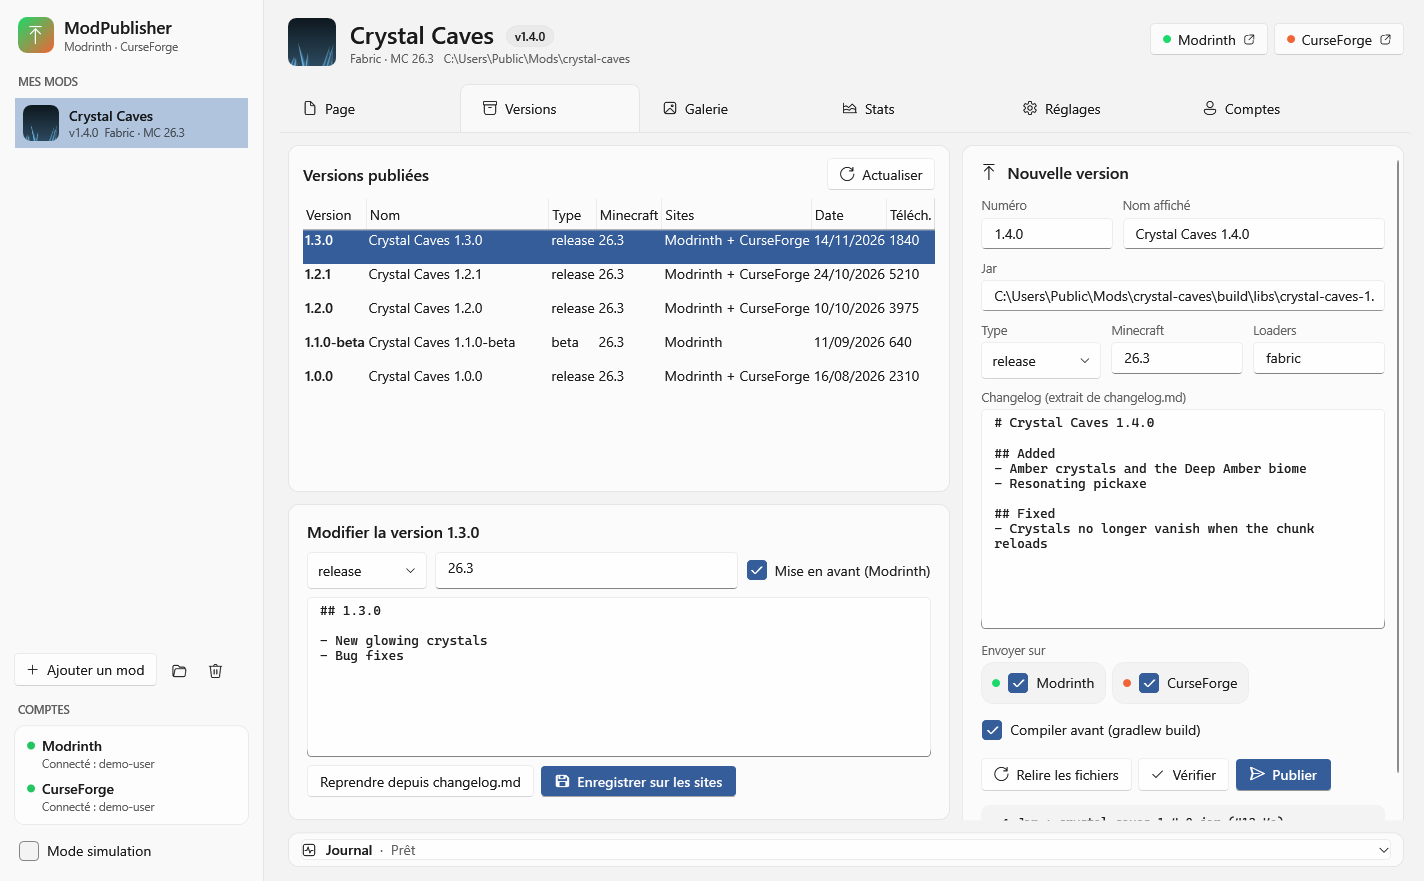 ModPublisher
Modrinth · CurseForge
MES MODS
Crystal Caves
v1.4.0 Fabric · MC 26.3
Ajouter un mod
COMPTES
Modrinth
Connecté : demo-user
CurseForge
Connecté : demo-user
Mode simulation
Crystal Caves v1.4.0
Fabric · MC 26.3 C:\Users\Public\Mods\crystal-caves
Modrinth CurseForge
Page Versions Galerie Stats Réglages Comptes
Versions publiées
Actualiser
Version Nom Type Minecraft Sites Date Téléch.
1.3.0 Crystal Caves 1.3.0 release 26.3 Modrinth + CurseForge 14/11/2026 1840
1.2.1 Crystal Caves 1.2.1 release 26.3 Modrinth + CurseForge 24/10/2026 5210
1.2.0 Crystal Caves 1.2.0 release 26.3 Modrinth + CurseForge 10/10/2026 3975
1.1.0-beta Crystal Caves 1.1.0-beta beta 26.3 Modrinth 11/09/2026 640
1.0.0 Crystal Caves 1.0.0 release 26.3 Modrinth + CurseForge 16/08/2026 2310
Modifier la version 1.3.0
release 26.3 Mise en avant (Modrinth)
## 1.3.0
- New glowing crystals
- Bug fixes
Reprendre depuis changelog.md Enregistrer sur les sites
Nouvelle version
Numéro Nom affiché
1.4.0 Crystal Caves 1.4.0
Jar
C:\Users\Public\Mods\crystal-caves\build\libs\crystal-caves-1.
Type Minecraft Loaders
release 26.3 fabric
Changelog (extrait de changelog.md)
# Crystal Caves 1.4.0
## Added
- Amber crystals and the Deep Amber biome
- Resonating pickaxe
## Fixed
- Crystals no longer vanish when the chunk
reloads
Envoyer sur
Modrinth CurseForge
Compiler avant (gradlew build)
Relire les fichiers Vérifier Publier
Journal · Prêt